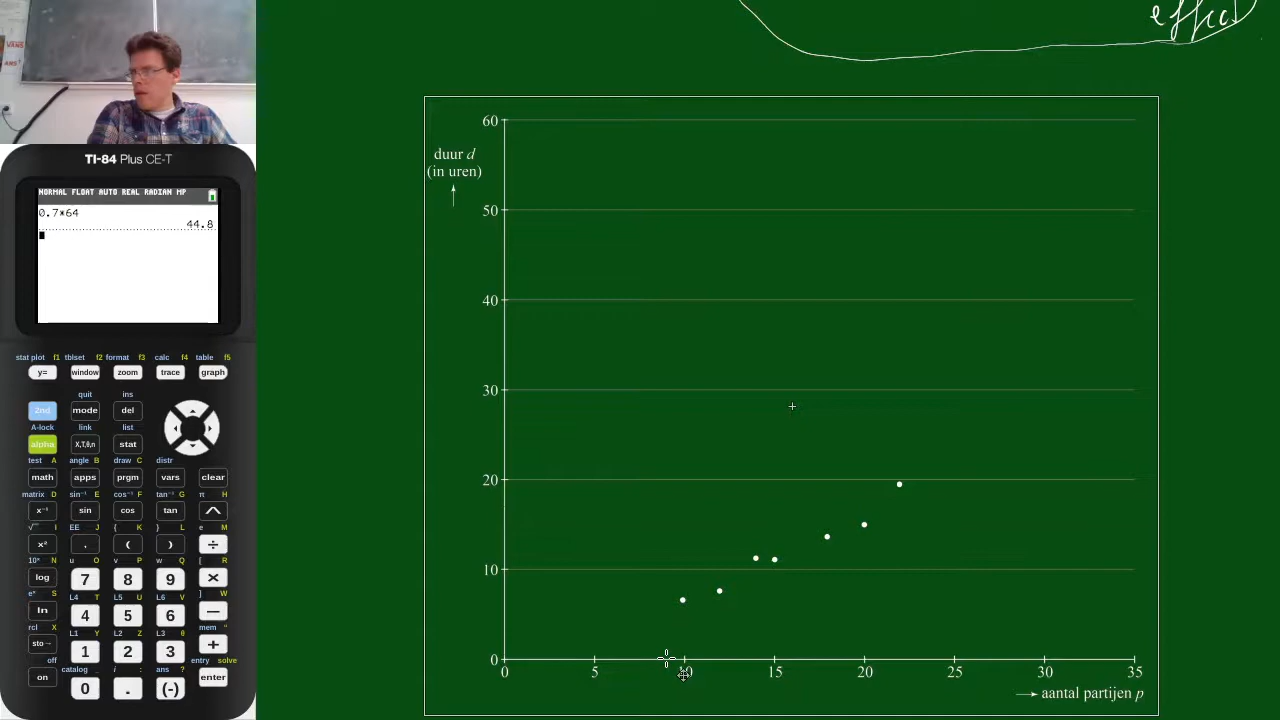 effect
VANS
TI-84 Plus CE-T
NORMAL FLOAT AUTO REAL RADIAN MP
0.7*64
44.8
stat plot f1 tblset f2 format f3 calc f4 table f5
y= window zoom trace graph
quit ins
2nd mode del
A-lock link list
alpha X,T,θ,n stat
test A angle B draw C distr
math apps prgm vars clear
matrix D sin⁻¹ E cos⁻¹ F tan⁻¹ G π H
x⁻¹ sin cos tan ^
√‾ I EE J { K } L e M
x² , ( ) ÷
10ˣ N u O v P w Q [ R
log 7 8 9 ×
eˣ S L4 T L5 U L6 V ] W
ln 4 5 6 —
rcl X L1 Y L2 Z L3 θ mem "
sto→ 1 2 3 +
off catalog i : ans ? entry solve
on 0 . (-) enter
60
duur d
(in uren)
50
40
30
20
10
0
0 5 10 15 20 25 30 35
→ aantal partijen p